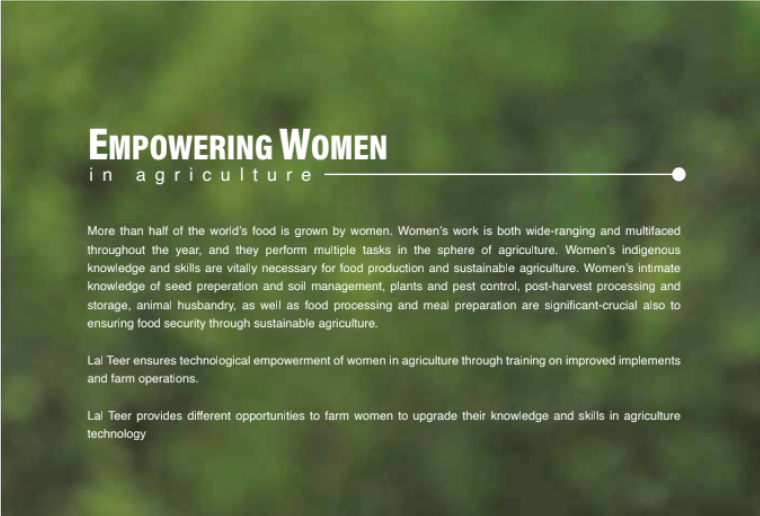 EMPOWERING WOMEN
in agriculture
More than half of the world's food is grown by women. Women's work is both wide-ranging and multifaced
throughout the year, and they perform multiple tasks in the sphere of agriculture. Women's indigenous
knowledge and skills are vitally necessary for food production and sustainable agriculture. Women's intimate
knowledge of seed preperation and soil management, plants and pest control, post-harvest processing and
storage, animal husbandry, as well as food processing and meal preparation are significant-crucial also to
ensuring food security through sustainable agriculture.
Lal Teer ensures technological empowerment of women in agriculture through training on improved implements
and farm operations.
Lal Teer provides different opportunities to farm women to upgrade their knowledge and skills in agriculture
technology